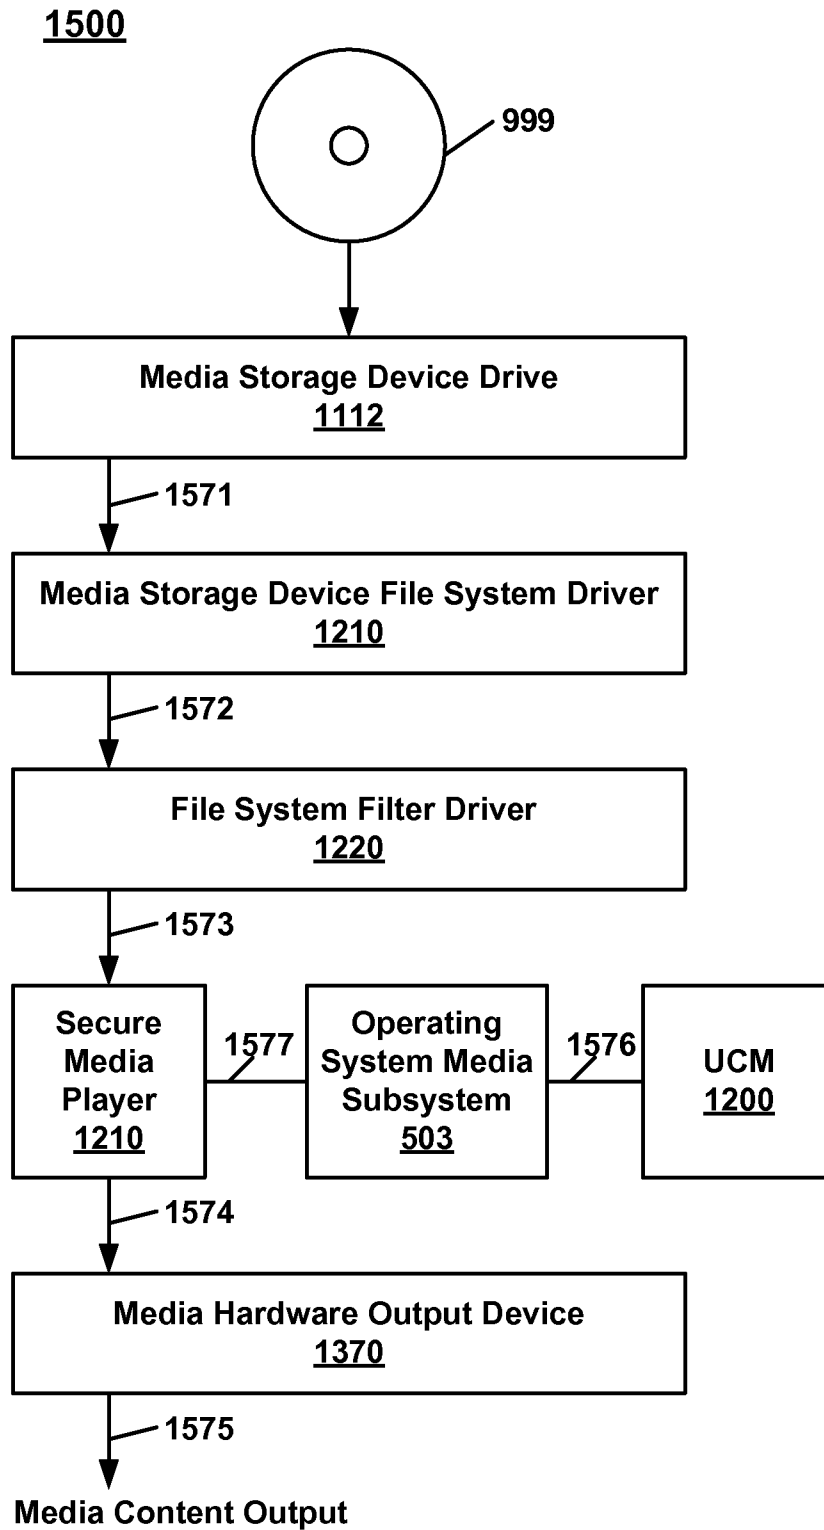 1500
999
Media Storage Device Drive
1112
1571
Media Storage Device File System Driver
1210
1572
File System Filter Driver
1220
1573
Secure
Media
Player
1210
1577
Operating
System Media
Subsystem
503
1576
UCM
1200
1574
Media Hardware Output Device
1370
1575
Media Content Output